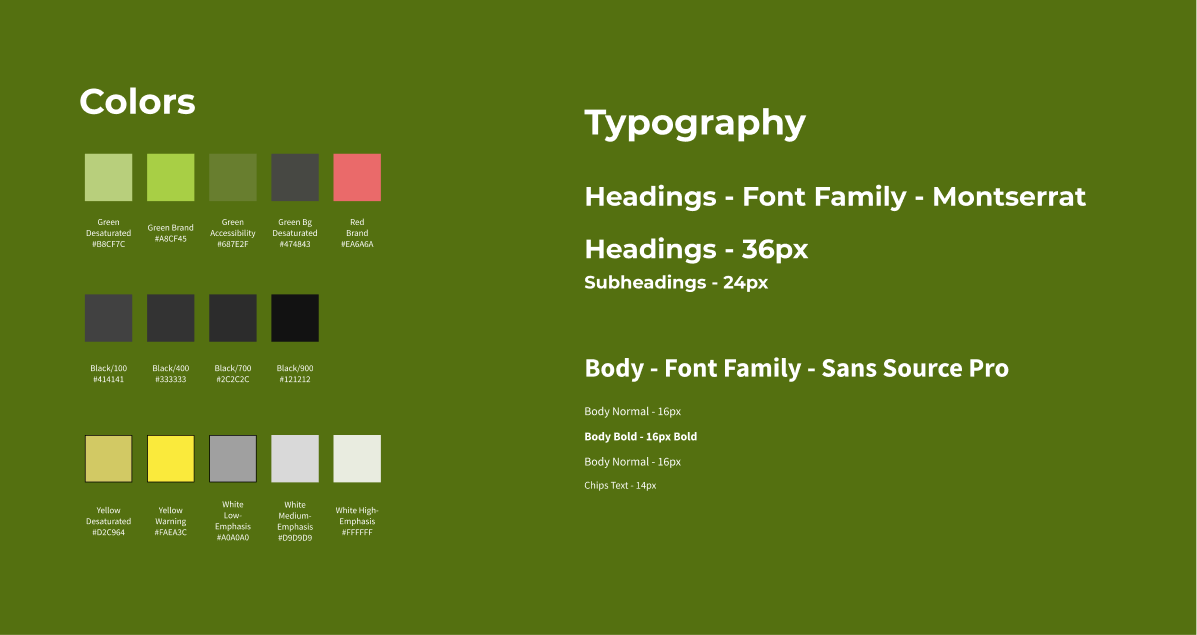 Colors
Green
Desaturated
#B8CF7C
Green Brand
#A8CF45
Green
Accessibility
#687E2F
Green Bg
Desaturated
#474843
Red
Brand
#EA6A6A
Black/100
#414141
Black/400
#333333
Black/700
#2C2C2C
Black/900
#121212
Yellow
Desaturated
#D2C964
Yellow
Warning
#FAEA3C
White
Low-
Emphasis
#A0A0A0
White
Medium-
Emphasis
#D9D9D9
White High-
Emphasis
#FFFFFF
Typography
Headings - Font Family - Montserrat
Headings - 36px
Subheadings - 24px
Body - Font Family - Sans Source Pro
Body Normal - 16px
Body Bold - 16px Bold
Body Normal - 16px
Chips Text - 14px